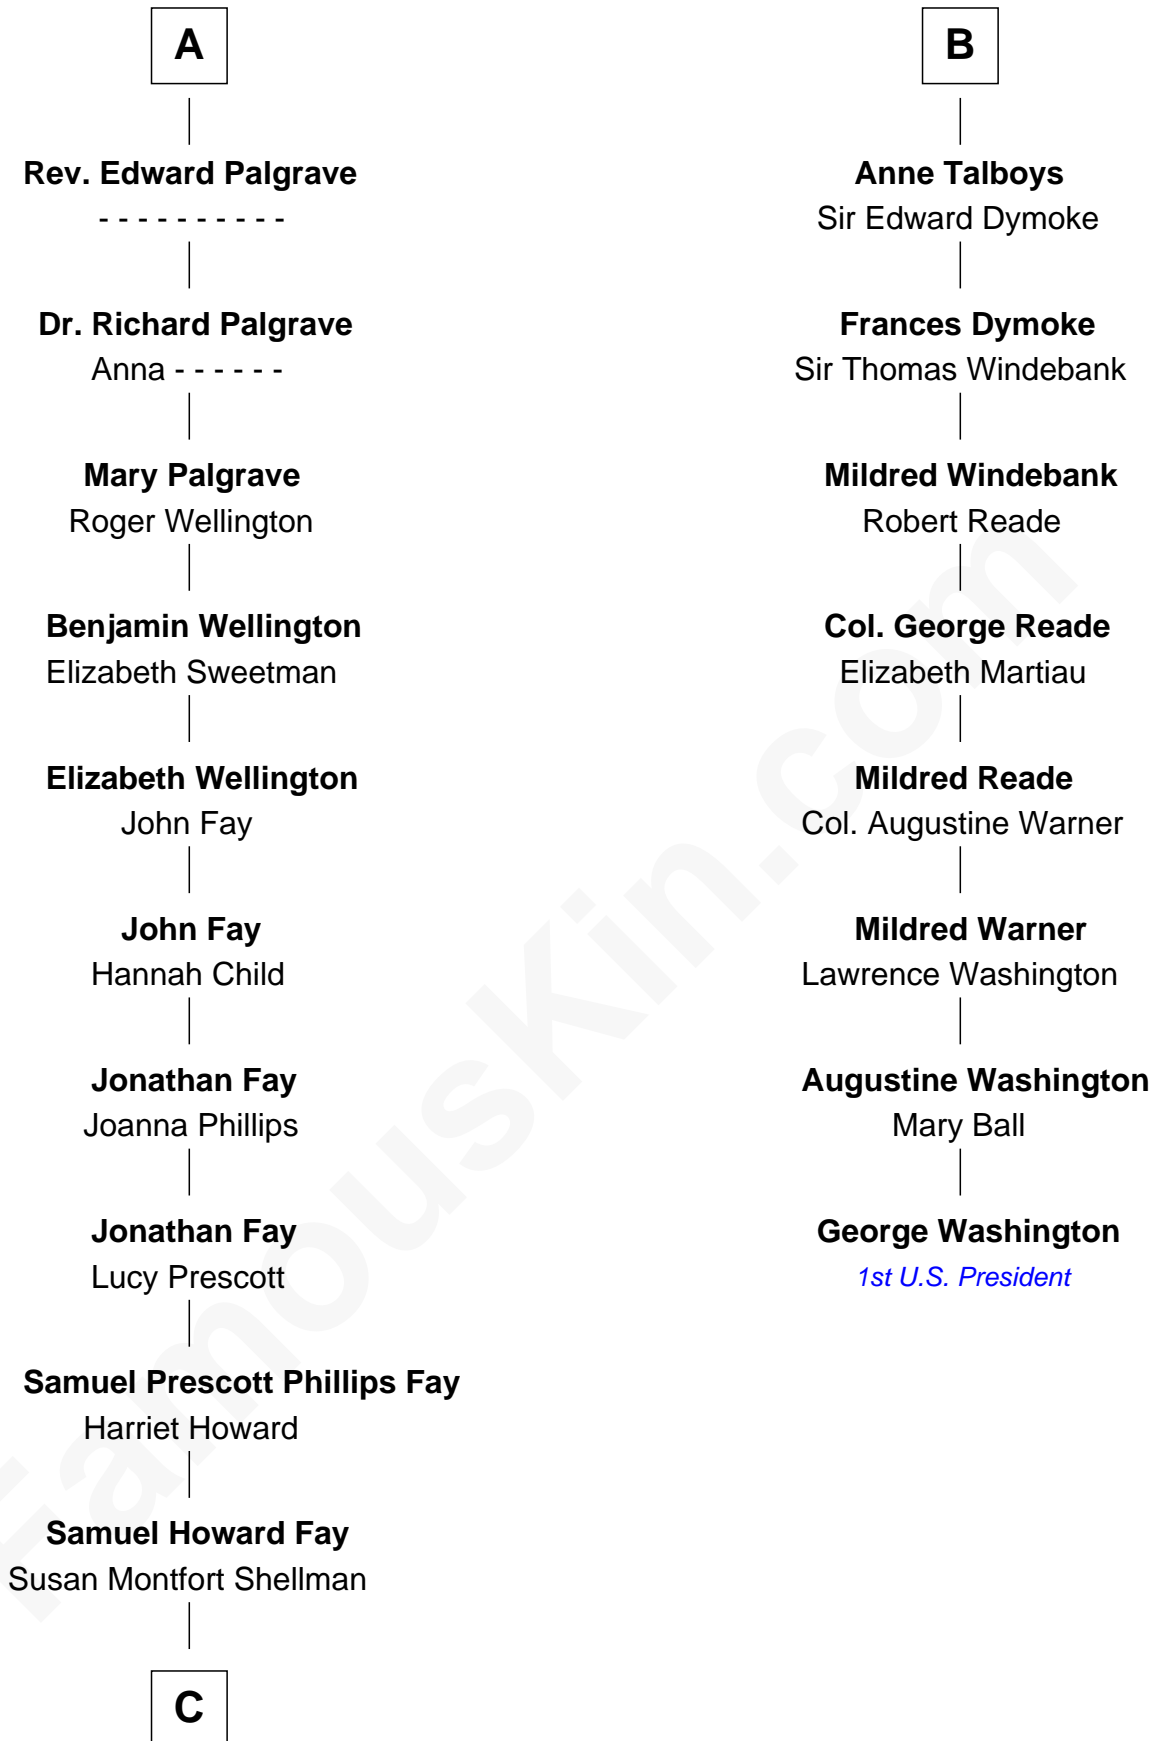 A
Rev. Edward Palgrave
- - - - - - - - - -
Dr. Richard Palgrave
Anna - - - - - -
Mary Palgrave
Roger Wellington
Benjamin Wellington
Elizabeth Sweetman
Elizabeth Wellington
John Fay
John Fay
Hannah Child
Jonathan Fay
Joanna Phillips
Jonathan Fay
Lucy Prescott
Samuel Prescott Phillips Fay
Harriet Howard
Samuel Howard Fay
Susan Montfort Shellman
C
B
Anne Talboys
Sir Edward Dymoke
Frances Dymoke
Sir Thomas Windebank
Mildred Windebank
Robert Reade
Col. George Reade
Elizabeth Martiau
Mildred Reade
Col. Augustine Warner
Mildred Warner
Lawrence Washington
Augustine Washington
Mary Ball
George Washington
1st U.S. President
FamousKin.com